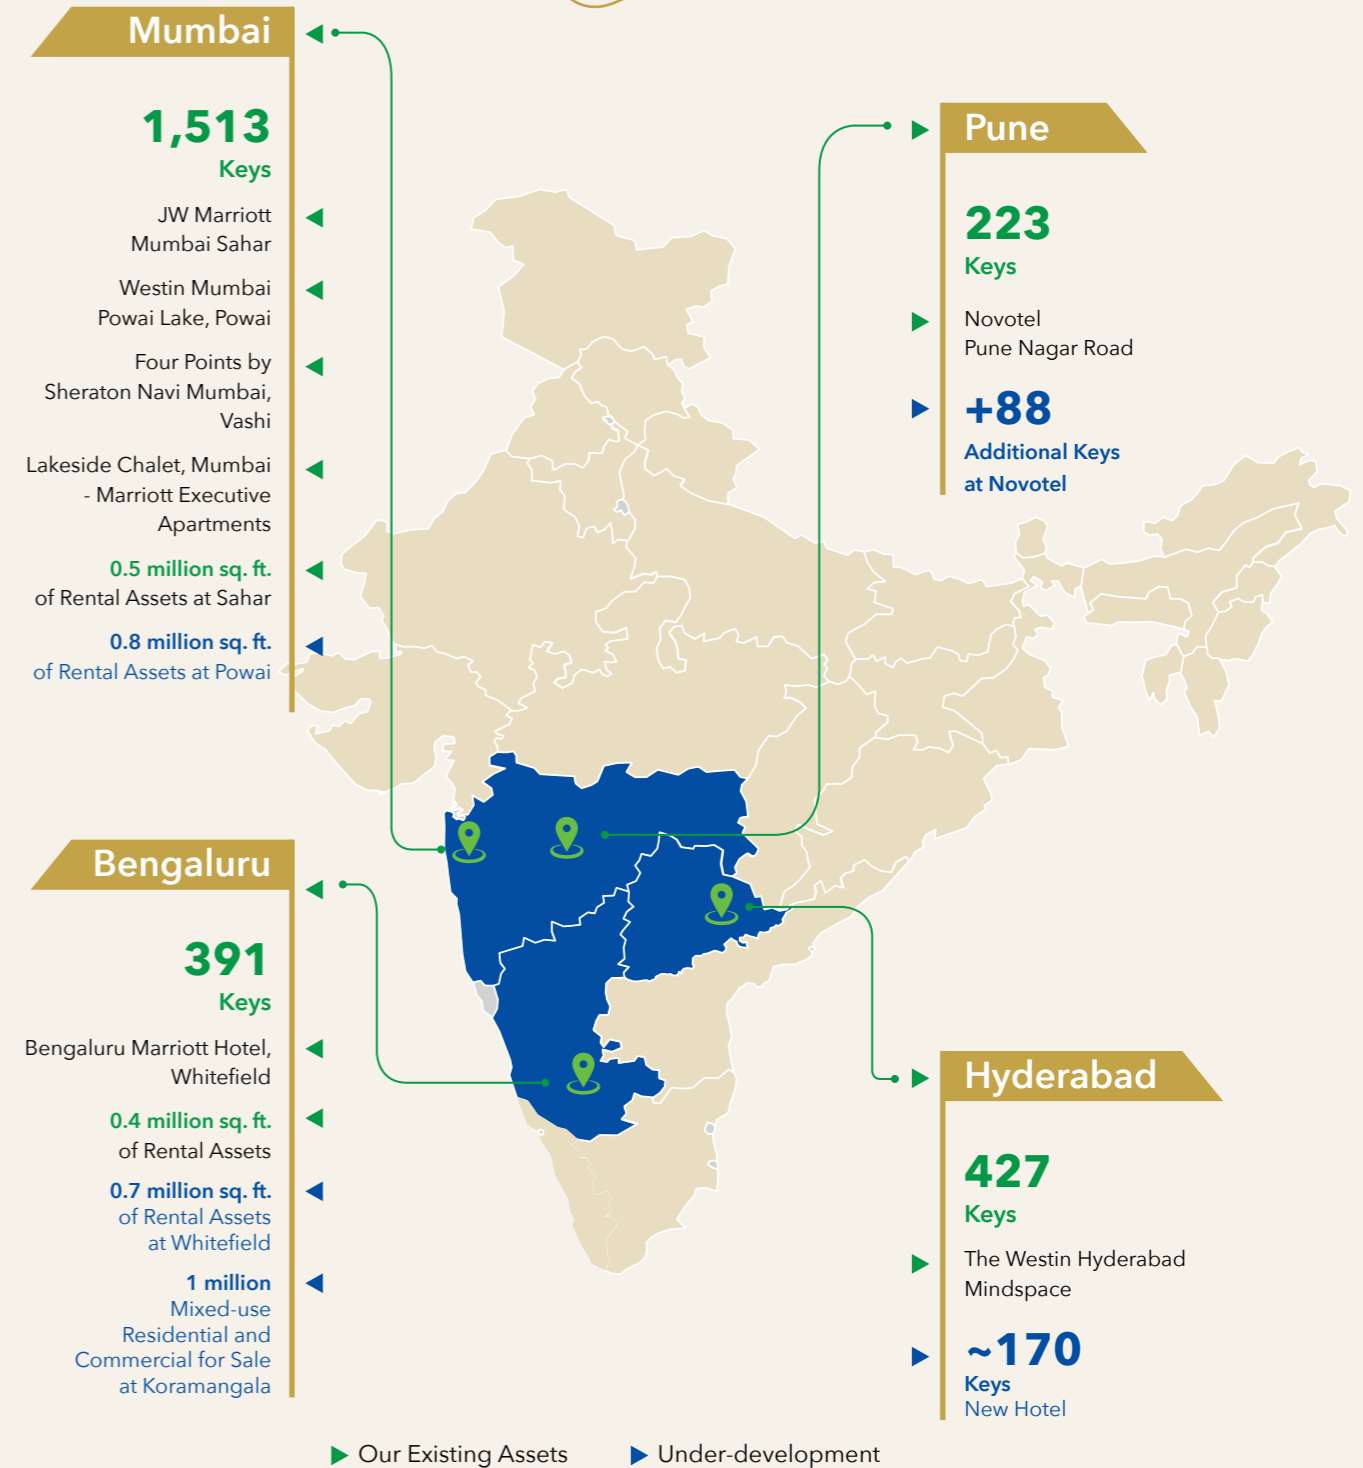 Mumbai
1,513
Keys
JW Marriott
Mumbai Sahar
Westin Mumbai
Powai Lake, Powai
Four Points by
Sheraton Navi Mumbai,
Vashi
Lakeside Chalet, Mumbai
- Marriott Executive
Apartments
0.5 million sq. ft.
of Rental Assets at Sahar
0.8 million sq. ft.
of Rental Assets at Powai
Pune
223
Keys
Novotel
Pune Nagar Road
+88
Additional Keys
at Novotel
Bengaluru
391
Keys
Bengaluru Marriott Hotel,
Whitefield
0.4 million sq. ft.
of Rental Assets
0.7 million sq. ft.
of Rental Assets
at Whitefield
1 million
Mixed-use
Residential and
Commercial for Sale
at Koramangala
Hyderabad
427
Keys
The Westin Hyderabad
Mindspace
~170
Keys
New Hotel
Our Existing Assets
Under-development